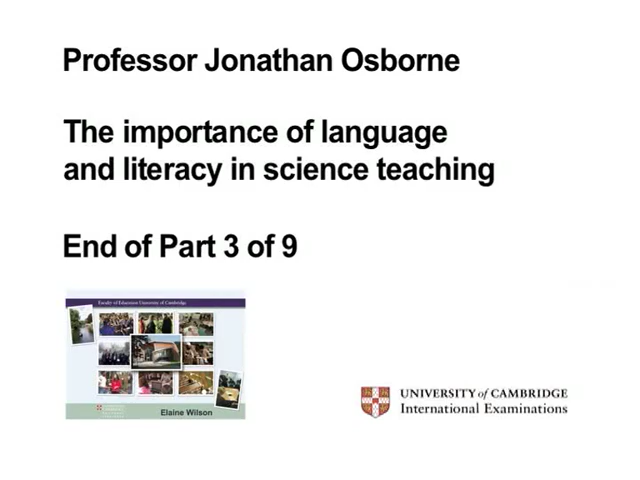 Professor Jonathan Osborne
The importance of language
and literacy in science teaching
End of Part 3 of 9
Faculty of Education University of Cambridge
Elaine Wilson
UNIVERSITY of CAMBRIDGE
International Examinations